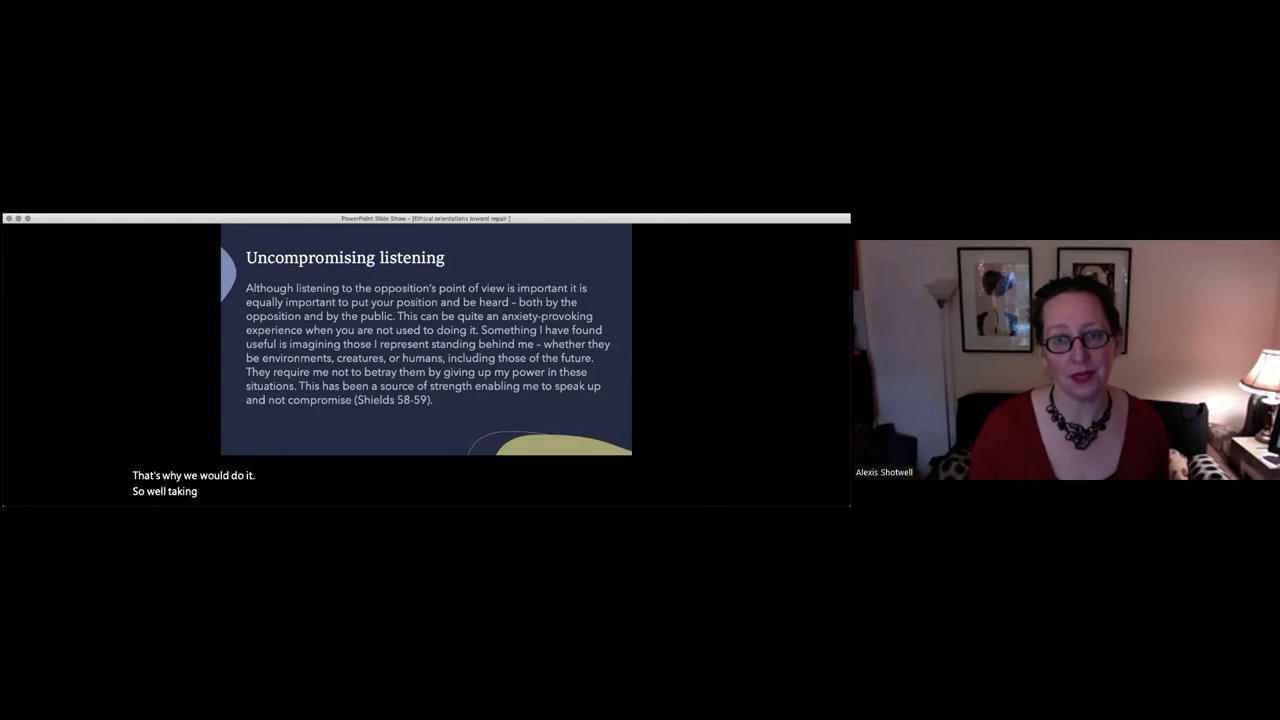 PowerPoint Slide Show - [Ethical orientations toward repair ]
Uncompromising listening
Although listening to the opposition's point of view is important it is
equally important to put your position and be heard – both by the
opposition and by the public. This can be quite an anxiety-provoking
experience when you are not used to doing it. Something I have found
useful is imagining those I represent standing behind me – whether they
be environments, creatures, or humans, including those of the future.
They require me not to betray them by giving up my power in these
situations. This has been a source of strength enabling me to speak up
and not compromise (Shields 58-59).
That's why we would do it.
So well taking
Alexis Shotwell